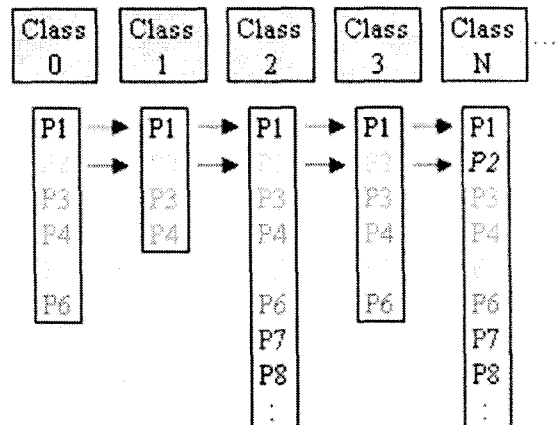 Class Class Class Class Class ...
0 1 2 3 N
P1 P1 P1 P1 P1
P2
P3 P3 P3 P3 P3
P4 P4 P4 P4 P4
P6 P6 P6 P6
P7 P7
P8 P8
: :